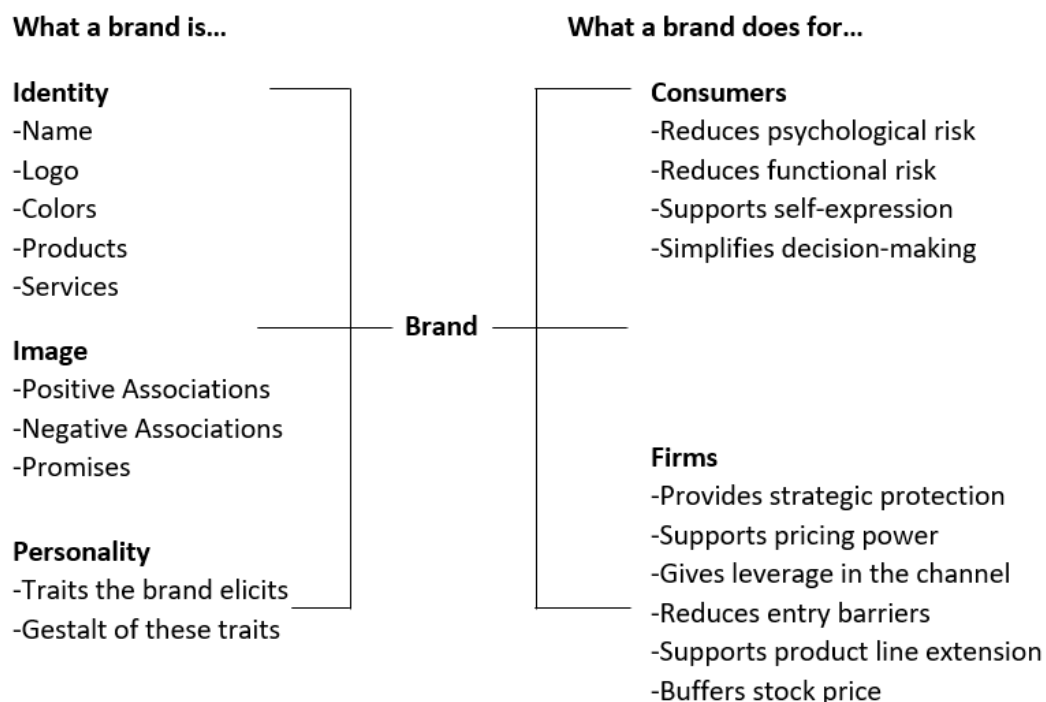 What a brand is...
Identity
-Name
-Logo
-Colors
-Products
-Services
Image
-Positive Associations
-Negative Associations
-Promises
Personality
-Traits the brand elicits
-Gestalt of these traits
Brand
What a brand does for...
Consumers
-Reduces psychological risk
-Reduces functional risk
-Supports self-expression
-Simplifies decision-making
Firms
-Provides strategic protection
-Supports pricing power
-Gives leverage in the channel
-Reduces entry barriers
-Supports product line extension
-Buffers stock price